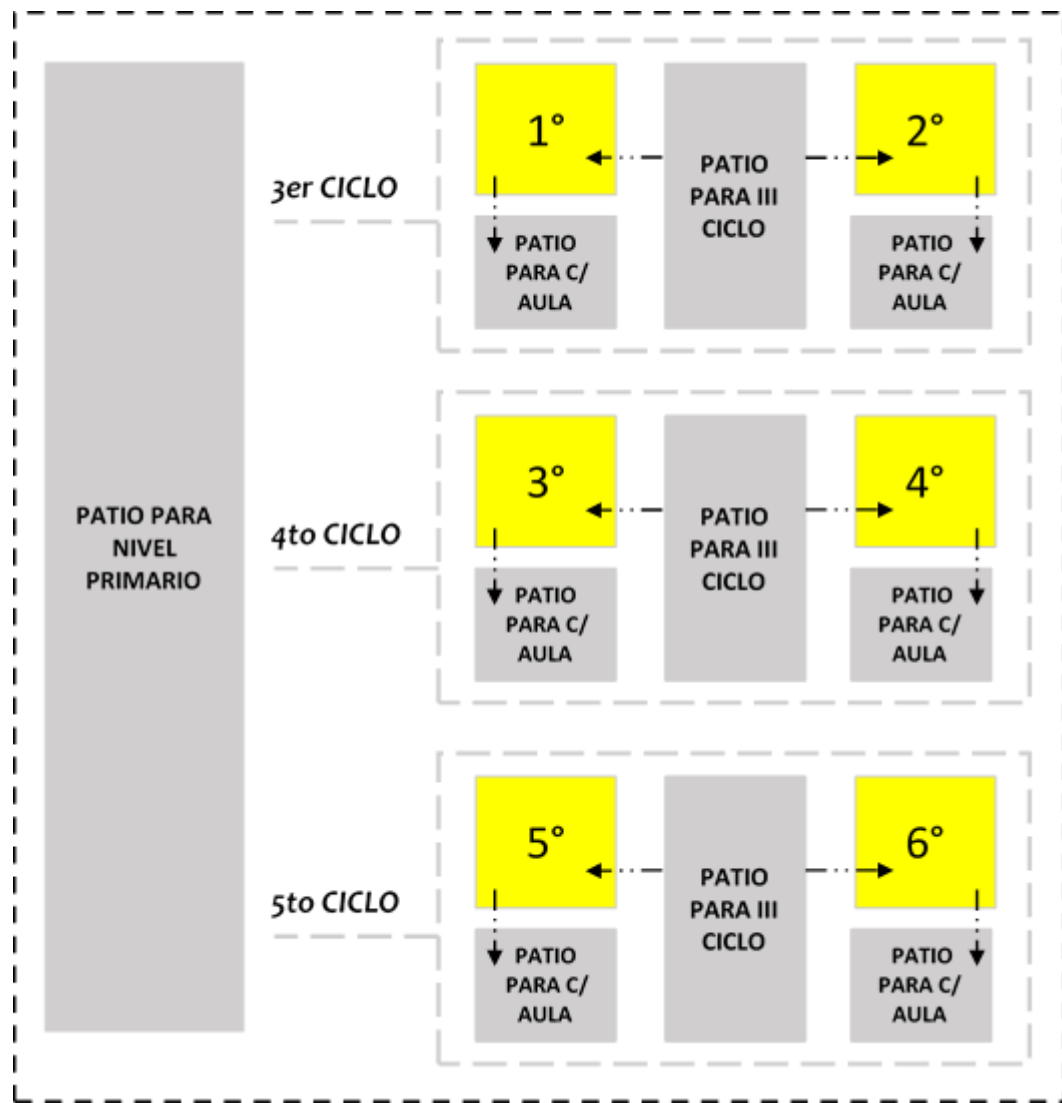 PATIO PARA
NIVEL
PRIMARIO
3er CICLO
1°
PATIO
PARA III
CICLO
2°
PATIO
PARA C/
AULA
PATIO
PARA C/
AULA
4to CICLO
3°
PATIO
PARA III
CICLO
4°
PATIO
PARA C/
AULA
PATIO
PARA C/
AULA
5to CICLO
5°
PATIO
PARA III
CICLO
6°
PATIO
PARA C/
AULA
PATIO
PARA C/
AULA